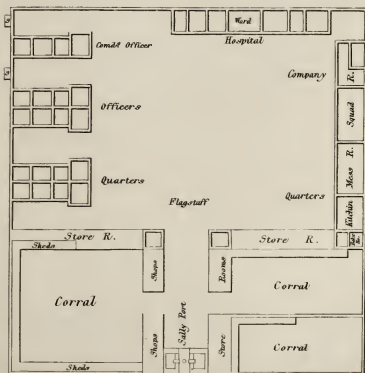 Ward
Hospital
Comdt Officer
Company
R.
Officers
Squad
Mess R.
Quarters
Quarters
Flagstaff
Kitchin
Store R.
Store R.
Sheds
Shops
Rooms
Corral
Corral
Sally Port
Shops
Store
Corral
Sheds